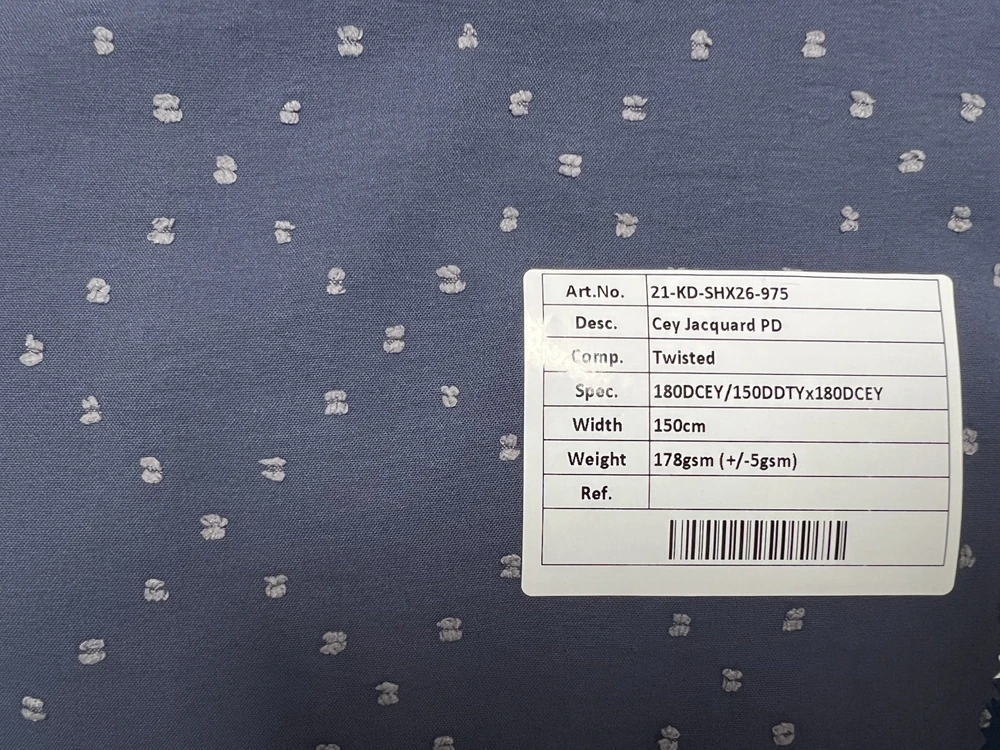 Art.No. 21-KD-SHX26-975
Desc. Cey Jacquard PD
Comp. Twisted
Spec. 180DCEY/150DDTYx180DCEY
Width 150cm
Weight 178gsm (+/-5gsm)
Ref.